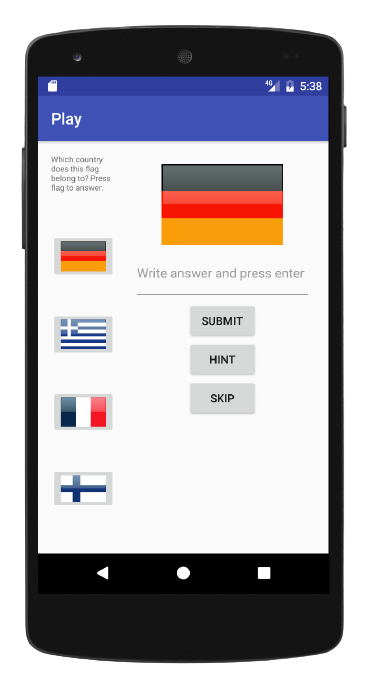 4G 5:38
Play
Which country
does this flag
belong to? Press
flag to answer.
Write answer and press enter
SUBMIT
HINT
SKIP